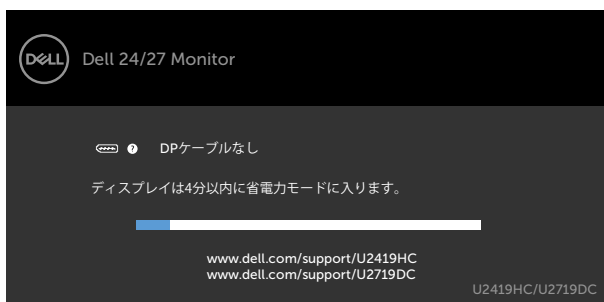 DELL
Dell 24/27 Monitor
? DPケーブルなし
ディスプレイは4分以内に省電力モードに入ります。
www.dell.com/support/U2419HC
www.dell.com/support/U2719DC
U2419HC/U2719DC